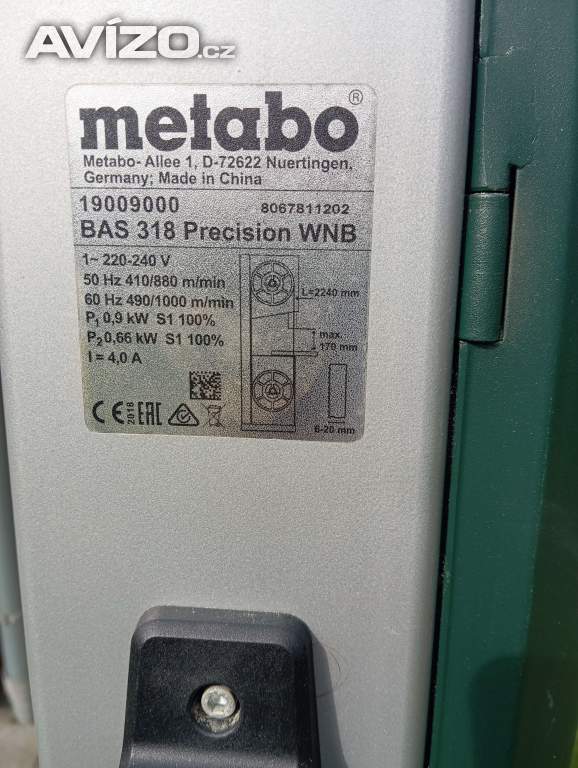 AVÍZO.cz
metabo®
Metabo- Allee 1, D-72622 Nuertingen,
Germany; Made in China
19009000 8067811202
BAS 318 Precision WNB
1~ 220-240 V
50 Hz 410/880 m/min
60 Hz 490/1000 m/min
P1 0,9 kW S1 100%
P2 0,66 kW S1 100%
I = 4,0 A
L=2240 mm
max.
170 mm
6-20 mm
CE 2018 EAC